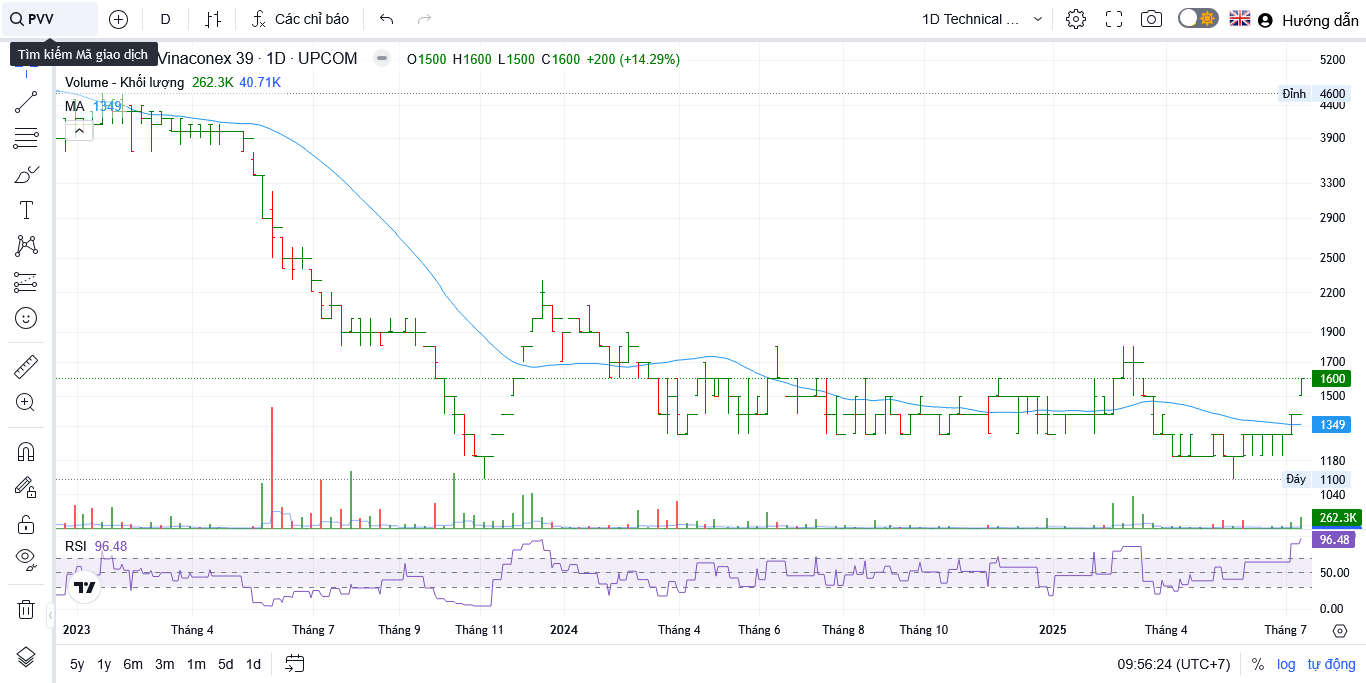 PVV D Các chỉ báo 1D Technical ... Hướng dẫn
Tìm kiếm Mã giao dịch
Vinaconex 39 · 1D · UPCOM O1500 H1600 L1500 C1600 +200 (+14.29%)
Volume - Khối lượng 262.3K 40.71K
MA 1349
5200
Đỉnh 4600
4400
3900
3300
2900
2500
2200
1900
1700
1600
1500
1349
1180
Đáy 1100
1040
262.3K
RSI 96.48
96.48
50.00
0.00
2023 Tháng 4 Tháng 7 Tháng 9 Tháng 11 2024 Tháng 4 Tháng 6 Tháng 8 Tháng 10 2025 Tháng 4 Tháng 7
5y 1y 6m 3m 1m 5d 1d 09:56:24 (UTC+7) % log tự động